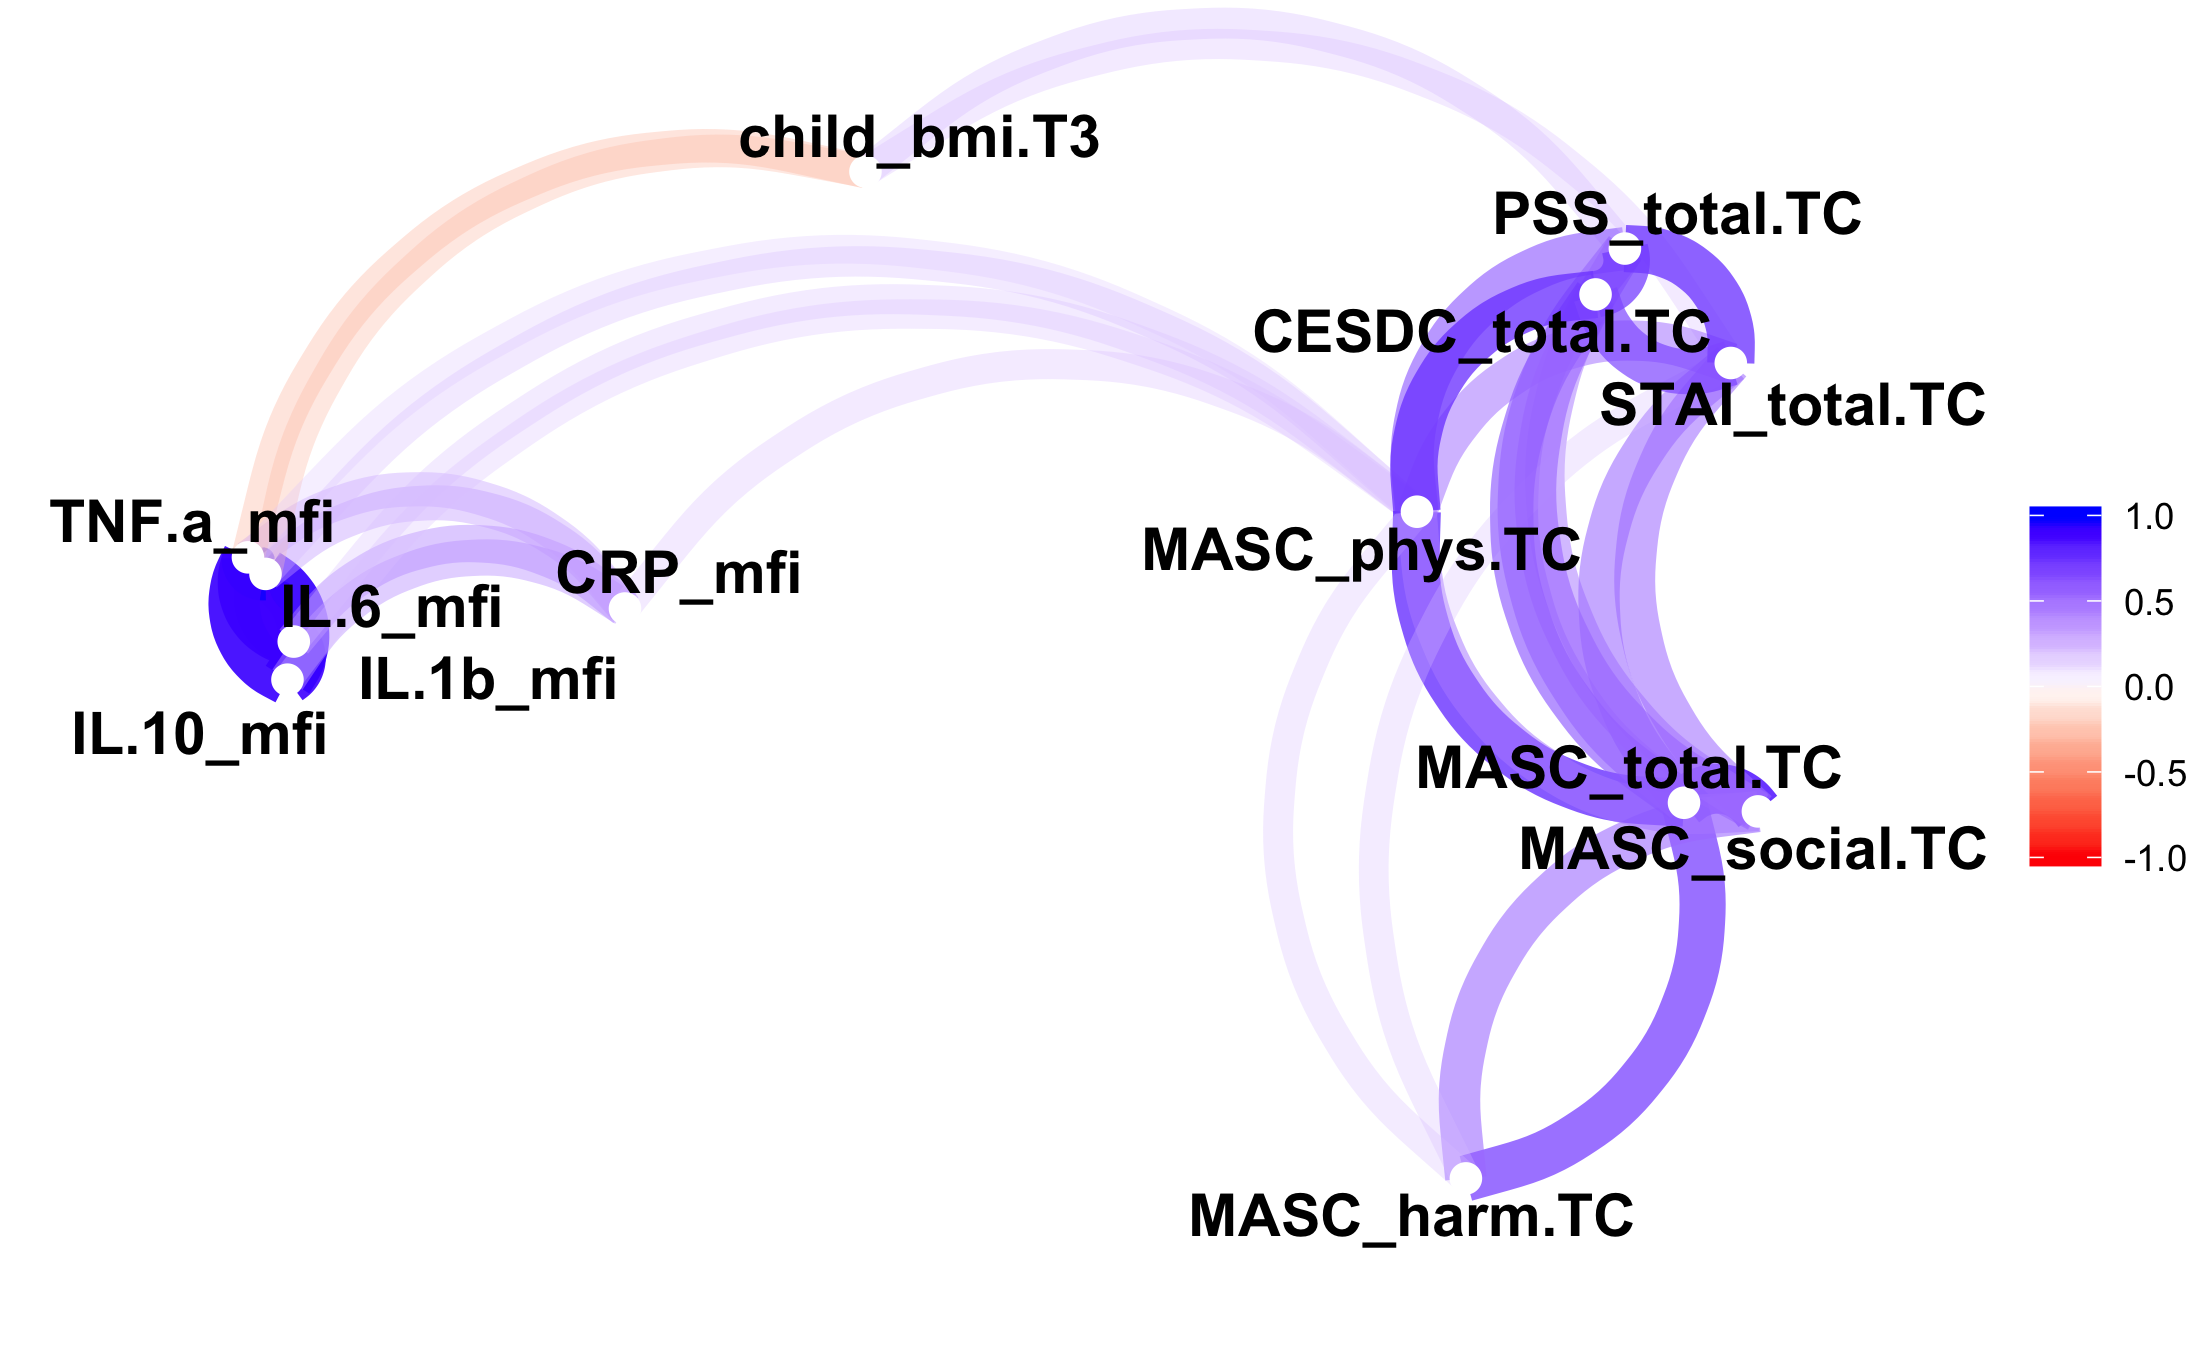 child_bmi.T3
PSS_total.TC
CESDC_total.TC
STAI_total.TC
TNF.a_mfi
CRP_mfi
MASC_phys.TC
IL.6_mfi
IL.1b_mfi
IL.10_mfi
MASC_total.TC
MASC_social.TC
MASC_harm.TC
1.0
0.5
0.0
-0.5
-1.0